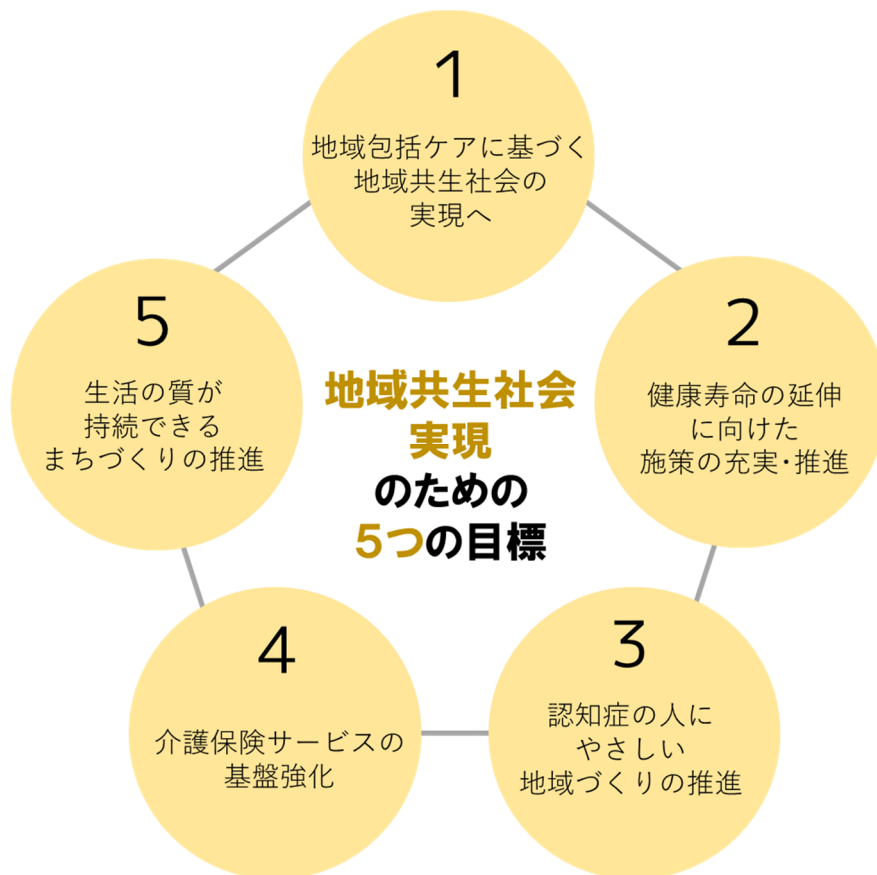 1
地域包括ケアに基づく
地域共生社会の
実現へ
2
健康寿命の延伸
に向けた
施策の充実・推進
3
認知症の人に
やさしい
地域づくりの推進
4
介護保険サービスの
基盤強化
5
生活の質が
持続できる
まちづくりの推進
地域共生社会
実現
のための
5つの目標